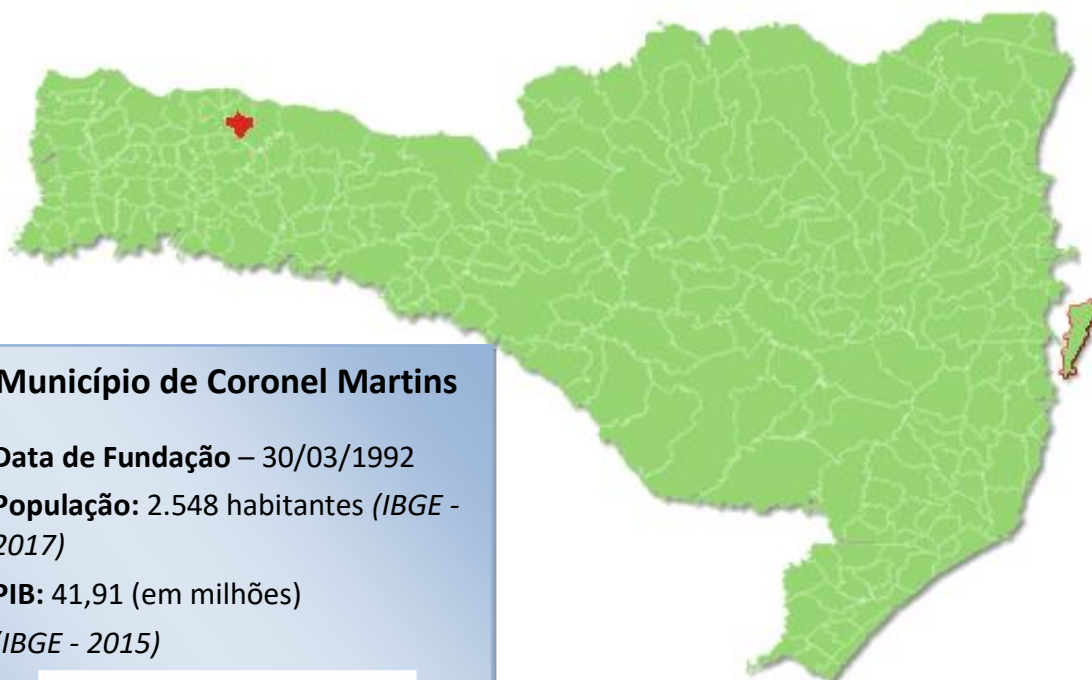 Município de Coronel Martins
Data de Fundação – 30/03/1992
População: 2.548 habitantes (IBGE -
2017)
PIB: 41,91 (em milhões)
(IBGE - 2015)